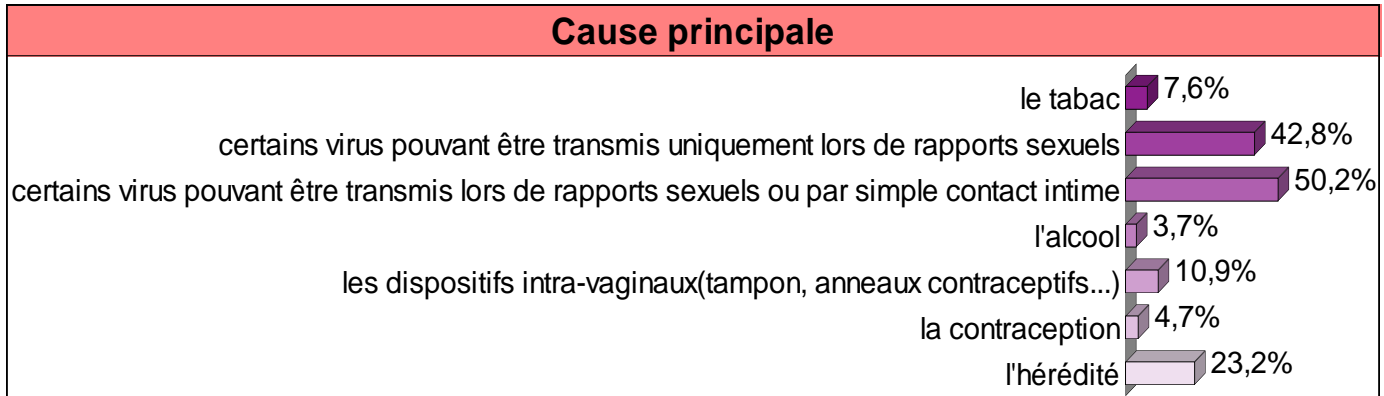 Cause principale
le tabac 7,6%
certains virus pouvant être transmis uniquement lors de rapports sexuels 42,8%
certains virus pouvant être transmis lors de rapports sexuels ou par simple contact intime 50,2%
l'alcool 3,7%
les dispositifs intra-vaginaux(tampon, anneaux contraceptifs...) 10,9%
la contraception 4,7%
l'hérédité 23,2%